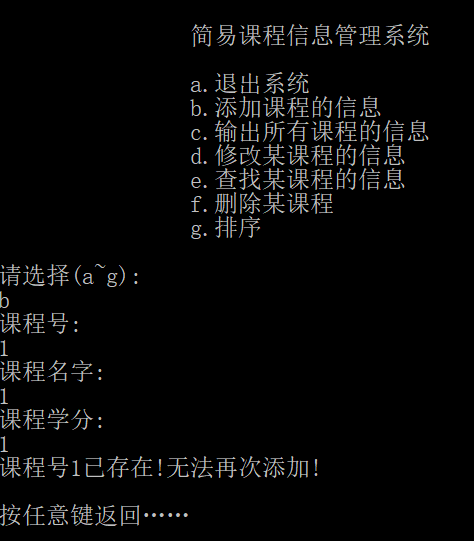 简易课程信息管理系统
a.退出系统
b.添加课程的信息
c.输出所有课程的信息
d.修改某课程的信息
e.查找某课程的信息
f.删除某课程
g.排序
请选择(a~g):
b
课程号:
1
课程名字:
1
课程学分:
1
课程号1已存在!无法再次添加!
按任意键返回……